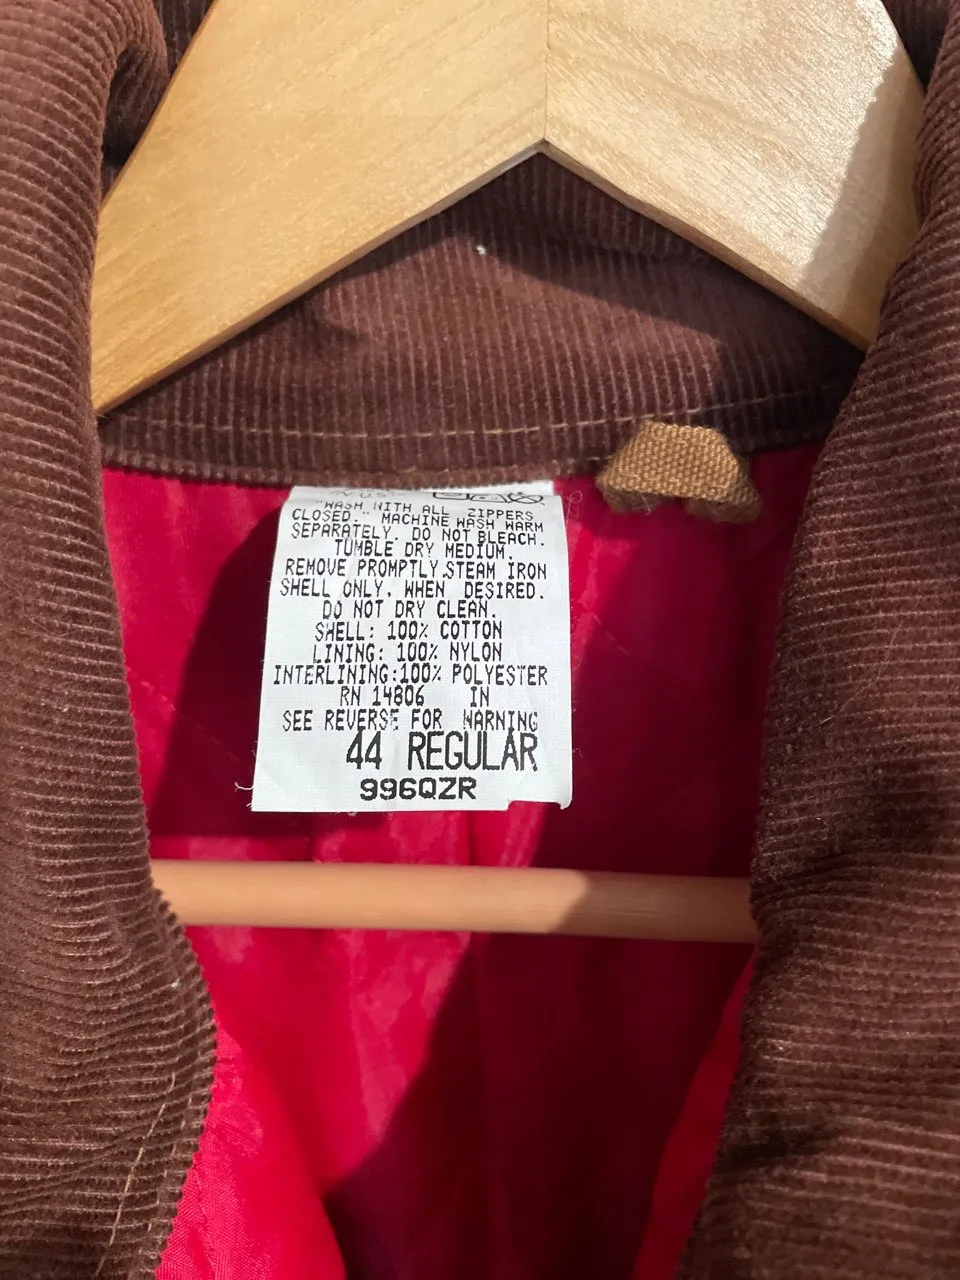 "WASH WITH ALL ZIPPERS
CLOSED." MACHINE WASH WARM
SEPARATELY. DO NOT BLEACH.
TUMBLE DRY MEDIUM.
REMOVE PROMPTLY.STEAM IRON
SHELL ONLY, WHEN DESIRED.
DO NOT DRY CLEAN.
SHELL: 100% COTTON
LINING: 100% NYLON
INTERLINING:100% POLYESTER
RN 14806 IN
SEE REVERSE FOR WARNING
44 REGULAR
996QZR